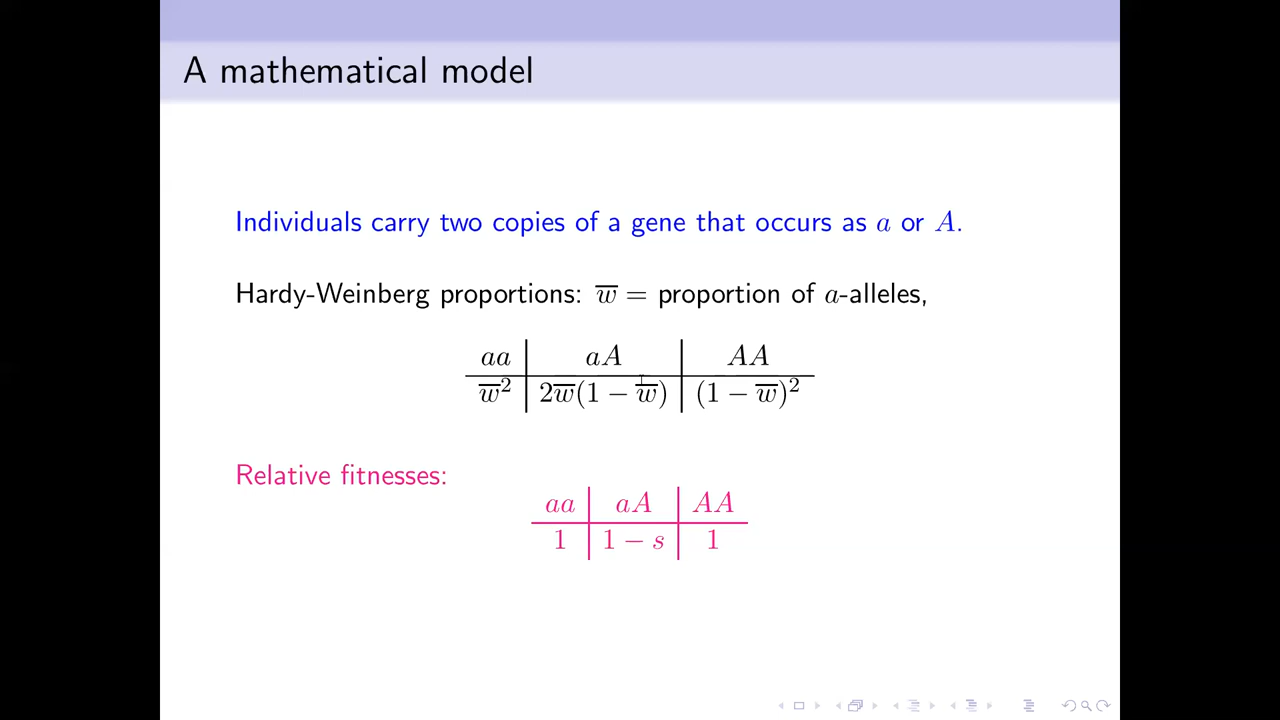 A mathematical model
Individuals carry two copies of a gene that occurs as a or A.
Hardy-Weinberg proportions: w̅ = proportion of a-alleles,
aa | aA | AA
w̅² | 2w̅(1 − w̅) | (1 − w̅)²
Relative fitnesses:
aa | aA | AA
1 | 1 − s | 1